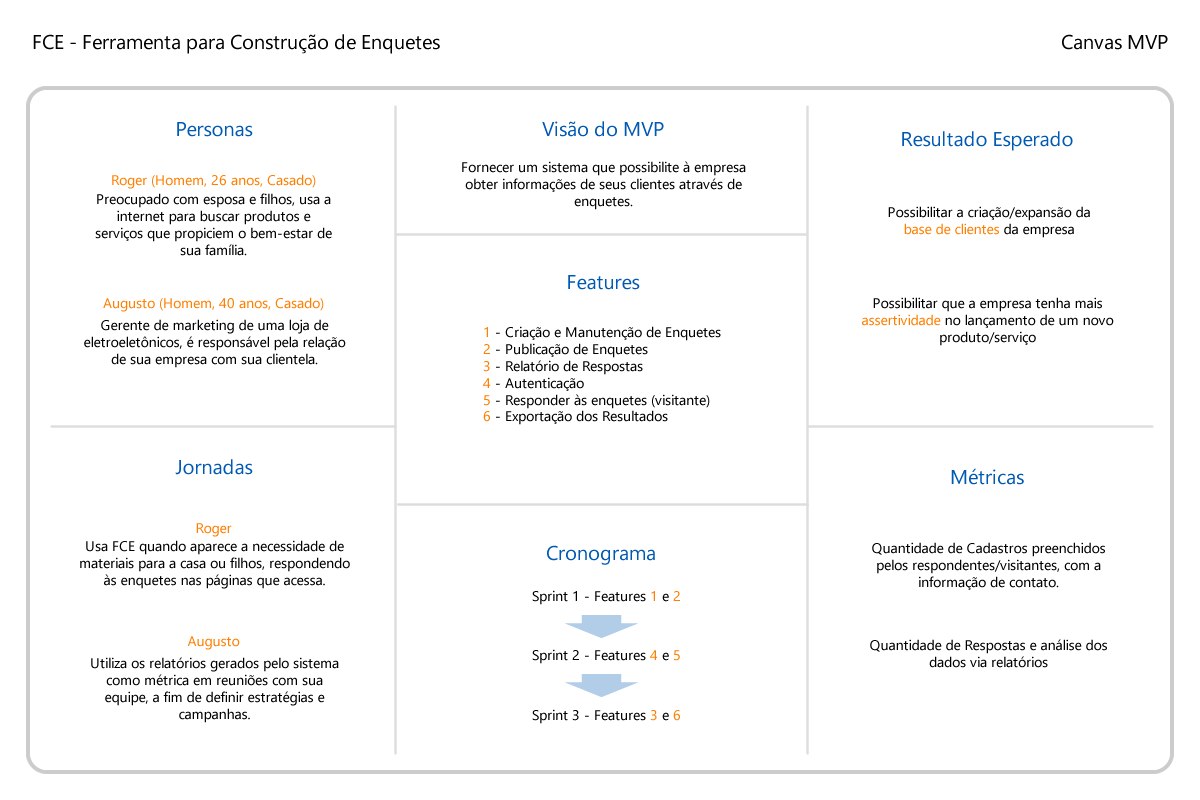 FCE - Ferramenta para Construção de Enquetes
Canvas MVP
Personas
Roger (Homem, 26 anos, Casado)
Preocupado com esposa e filhos, usa a
internet para buscar produtos e
serviços que propiciem o bem-estar de
sua família.
Augusto (Homem, 40 anos, Casado)
Gerente de marketing de uma loja de
eletroeletônicos, é responsável pela relação
de sua empresa com sua clientela.
Jornadas
Roger
Usa FCE quando aparece a necessidade de
materiais para a casa ou filhos, respondendo
às enquetes nas páginas que acessa.
Augusto
Utiliza os relatórios gerados pelo sistema
como métrica em reuniões com sua
equipe, a fim de definir estratégias e
campanhas.
Visão do MVP
Fornecer um sistema que possibilite à empresa
obter informações de seus clientes através de
enquetes.
Features
1 - Criação e Manutenção de Enquetes
2 - Publicação de Enquetes
3 - Relatório de Respostas
4 - Autenticação
5 - Responder às enquetes (visitante)
6 - Exportação dos Resultados
Cronograma
Sprint 1 - Features 1 e 2
Sprint 2 - Features 4 e 5
Sprint 3 - Features 3 e 6
Resultado Esperado
Possibilitar a criação/expansão da
base de clientes da empresa
Possibilitar que a empresa tenha mais
assertividade no lançamento de um novo
produto/serviço
Métricas
Quantidade de Cadastros preenchidos
pelos respondentes/visitantes, com a
informação de contato.
Quantidade de Respostas e análise dos
dados via relatórios